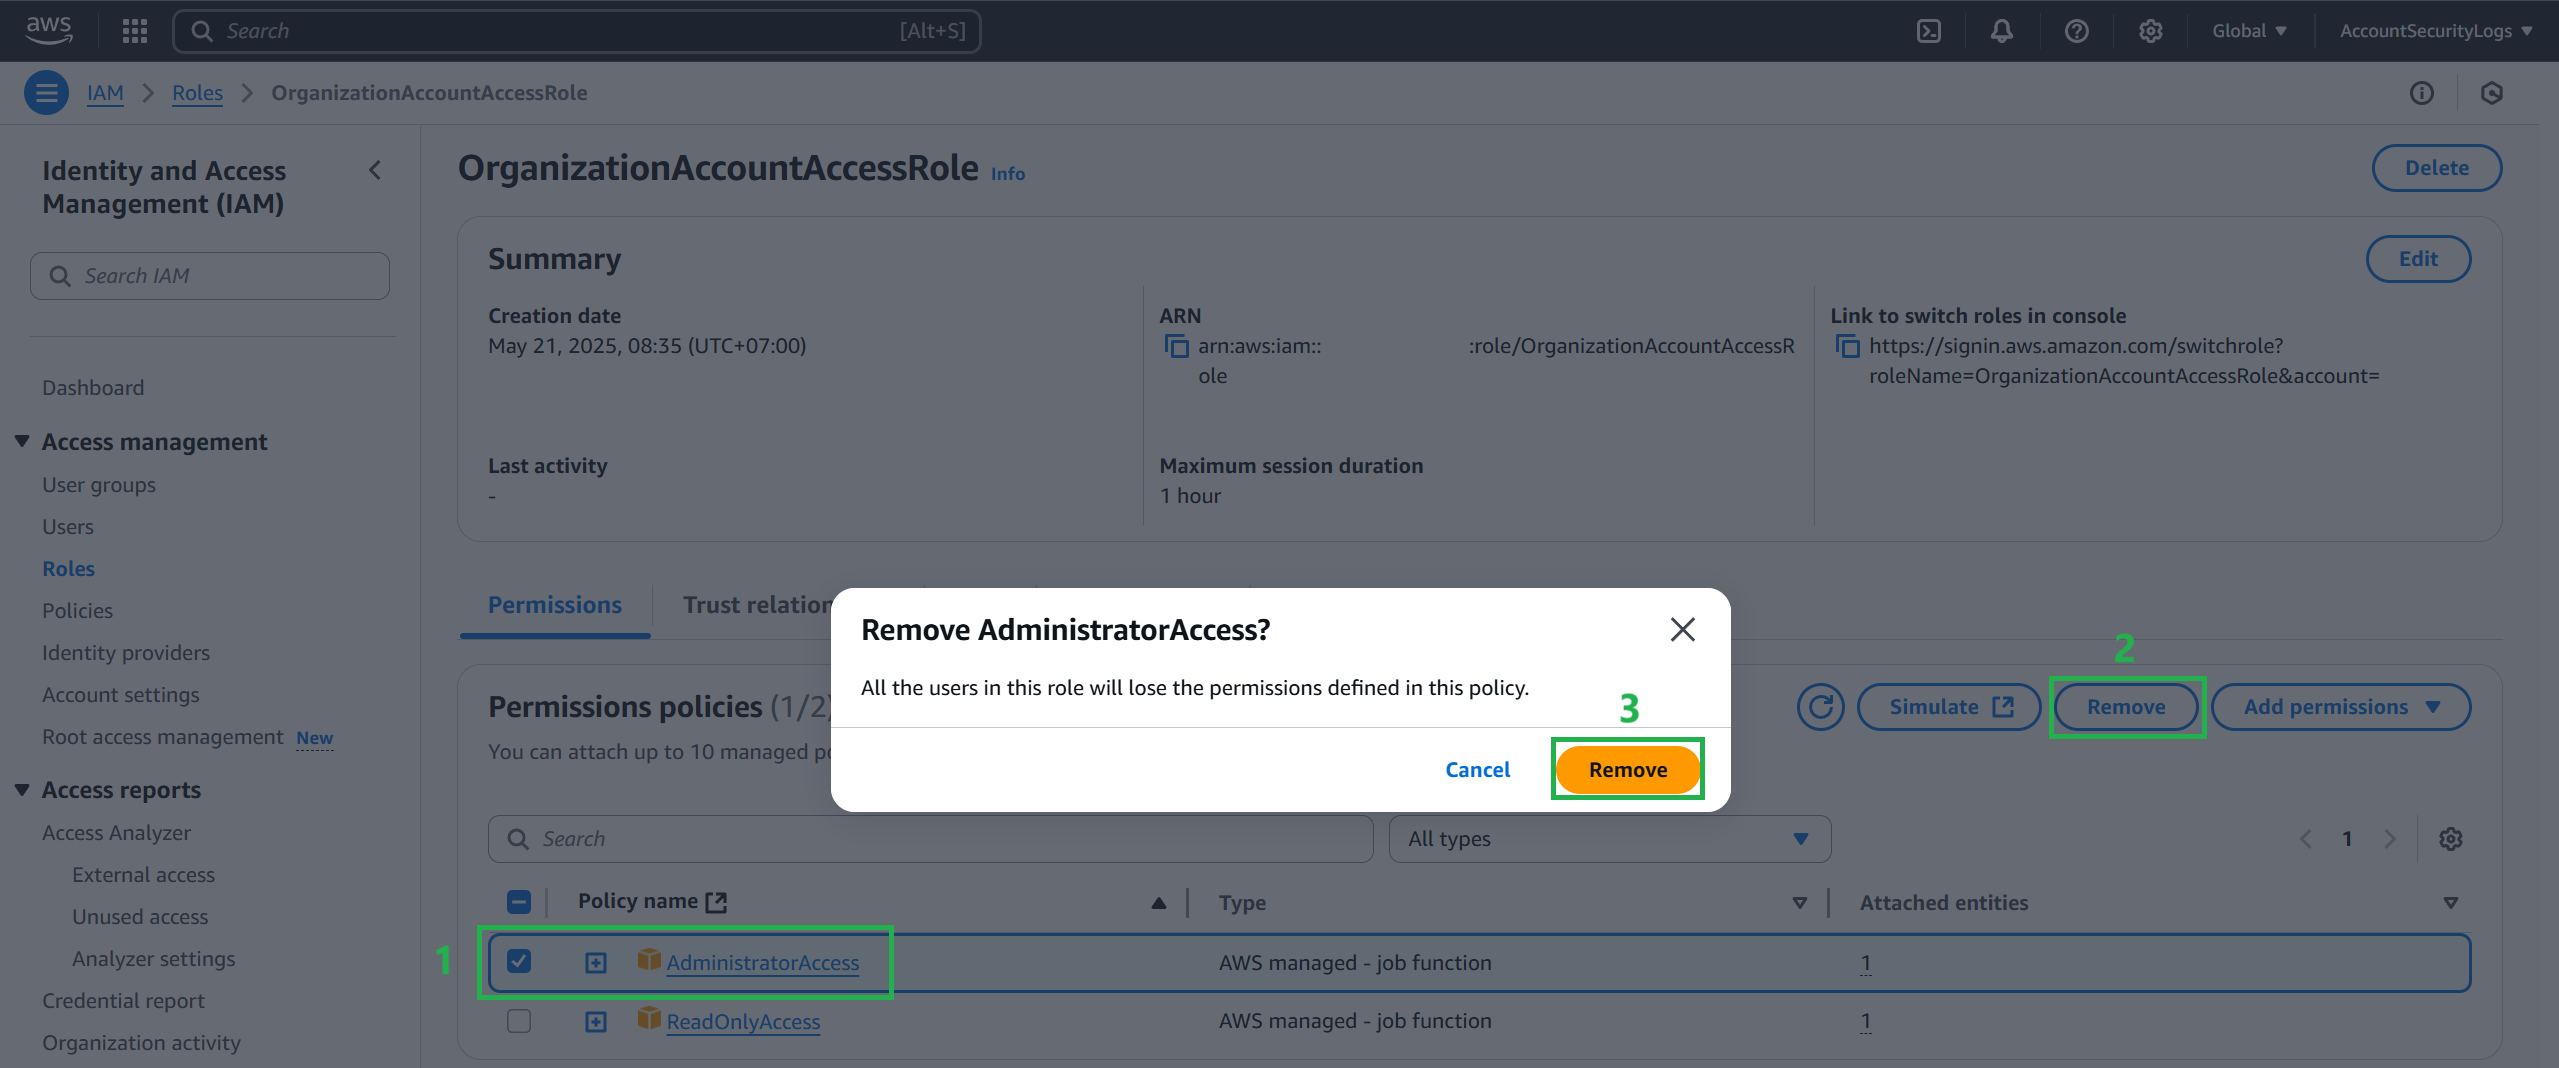 aws
Search
[Alt+S]
Global
AccountSecurityLogs
IAM
Roles
OrganizationAccountAccessRole
Identity and Access
Management (IAM)
Search IAM
Dashboard
Access management
User groups
Users
Roles
Policies
Identity providers
Account settings
Root access management New
Access reports
Access Analyzer
External access
Unused access
Analyzer settings
Credential report
Organization activity
OrganizationAccountAccessRole Info
Delete
Summary
Edit
Creation date
May 21, 2025, 08:35 (UTC+07:00)
ARN
arn:aws:iam:: :role/OrganizationAccountAccessR
ole
Link to switch roles in console
https://signin.aws.amazon.com/switchrole?
roleName=OrganizationAccountAccessRole&account=
Last activity
-
Maximum session duration
1 hour
Permissions
Trust relation
Remove AdministratorAccess?
All the users in this role will lose the permissions defined in this policy.
3
Cancel
Remove
Permissions policies (1/2)
You can attach up to 10 managed po
2
Simulate
Remove
Add permissions
Search
All types
1
Policy name
Type
Attached entities
1
AdministratorAccess
AWS managed - job function
1
ReadOnlyAccess
AWS managed - job function
1